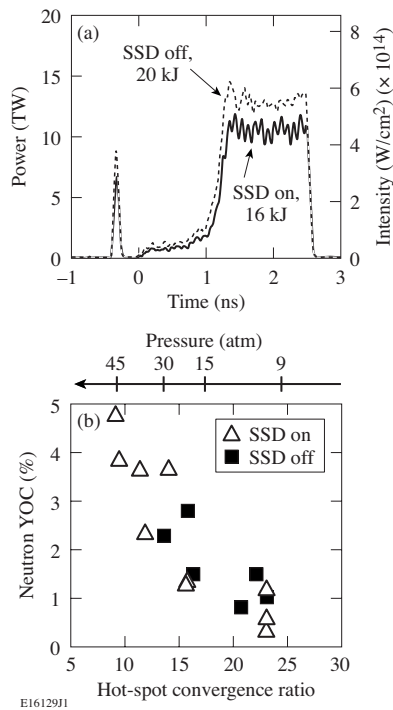 (a)
SSD off,
20 kJ
SSD on,
16 kJ
Power (TW)
20
15
10
5
0
Intensity (W/cm2) (× 10^14)
8
6
4
2
0
–1 0 1 2 3
Time (ns)
Pressure (atm)
45 30 15 9
(b)
SSD on
SSD off
Neutron YOC (%)
5
4
3
2
1
0
5 10 15 20 25 30
Hot-spot convergence ratio
E16129J1